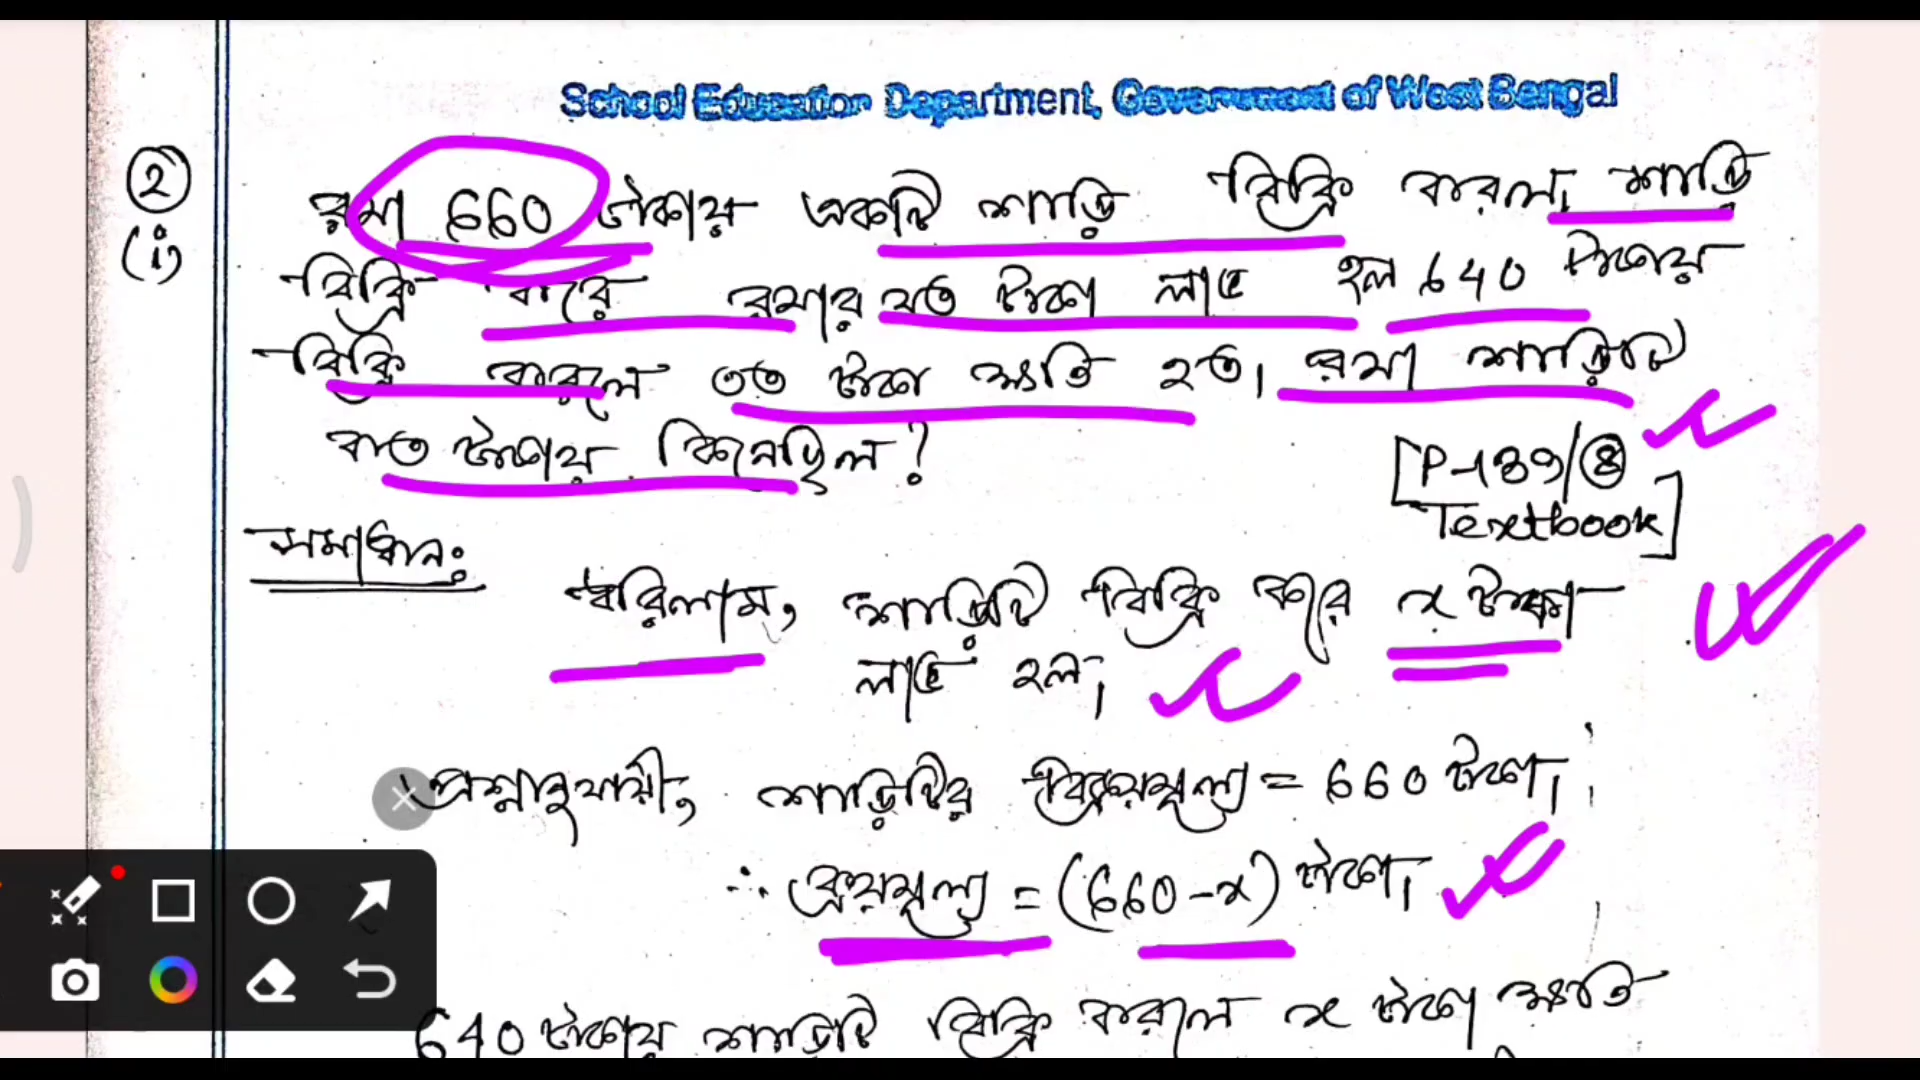 School Education Department, Government of West Bengal
2
(i)
রমা 660 টাকায় একটি শাড়ি বিক্রি করল। শাড়ি
বিক্রি করে রমার যত টাকা লাভ হল 640 টাকায়
বিক্রি করলে তত টাকা ক্ষতি হত। রমা শাড়িটি
কত টাকায় কিনেছিল?
[P-139/8
Textbook]
সমাধান:
ধরিলাম, শাড়িটি বিক্রি করে x টাকা
লাভ হল।
প্রশ্নানুযায়ী, শাড়িটির বিক্রয়মূল্য = 660 টাকা।
∴ ক্রয়মূল্য = (660-x) টাকা।
640 টাকায় শাড়িটি বিক্রি করলে x টাকা ক্ষতি